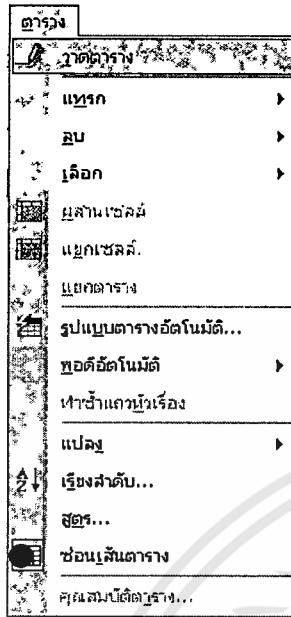 ตาราง
วาดตาราง
แทรก
ลบ
เลือก
ผสานเซลล์
แยกเซลล์.
แยกตาราง
รูปแบบตารางอัตโนมัติ...
พอดีอัตโนมัติ
ทำซ้ำแถวหัวเรื่อง
แปลง
เรียงลำดับ...
สูตร...
ซ่อนเส้นตาราง
คุณสมบัติตาราง...